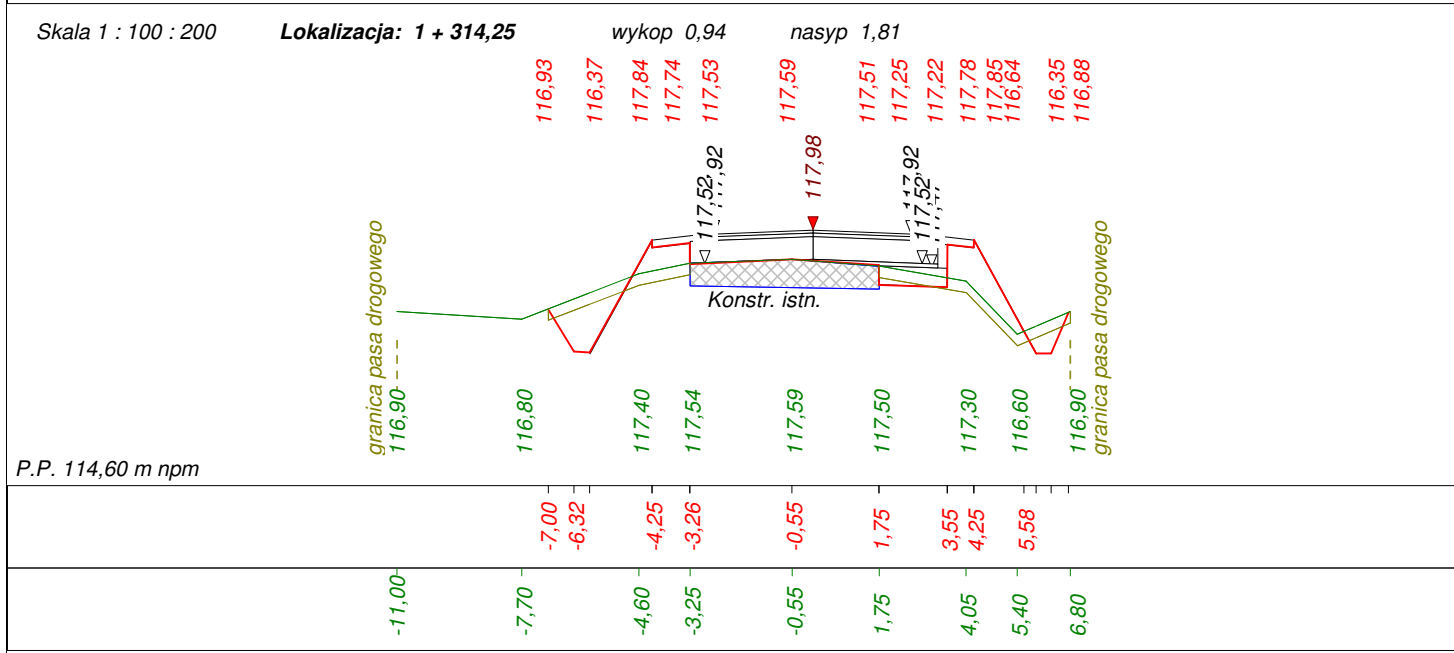 Skala 1 : 100 : 200 Lokalizacja: 1 + 314,25 wykop 0,94 nasyp 1,81
116,93 116,37 117,84 117,74 117,53 117,59 117,51 117,25 117,22 117,78 117,85 116,64 116,35 116,88
117,52 117,98 117,92 117,52
granica pasa drogowego
Konstr. istn.
granica pasa drogowego
116,90 116,80 117,40 117,54 117,59 117,50 117,30 116,60 116,90
P.P. 114,60 m npm
-7,00 -6,32 -4,25 -3,26 -0,55 1,75 3,55 4,25 5,58
-11,00 -7,70 -4,60 -3,25 -0,55 1,75 4,05 5,40 6,80